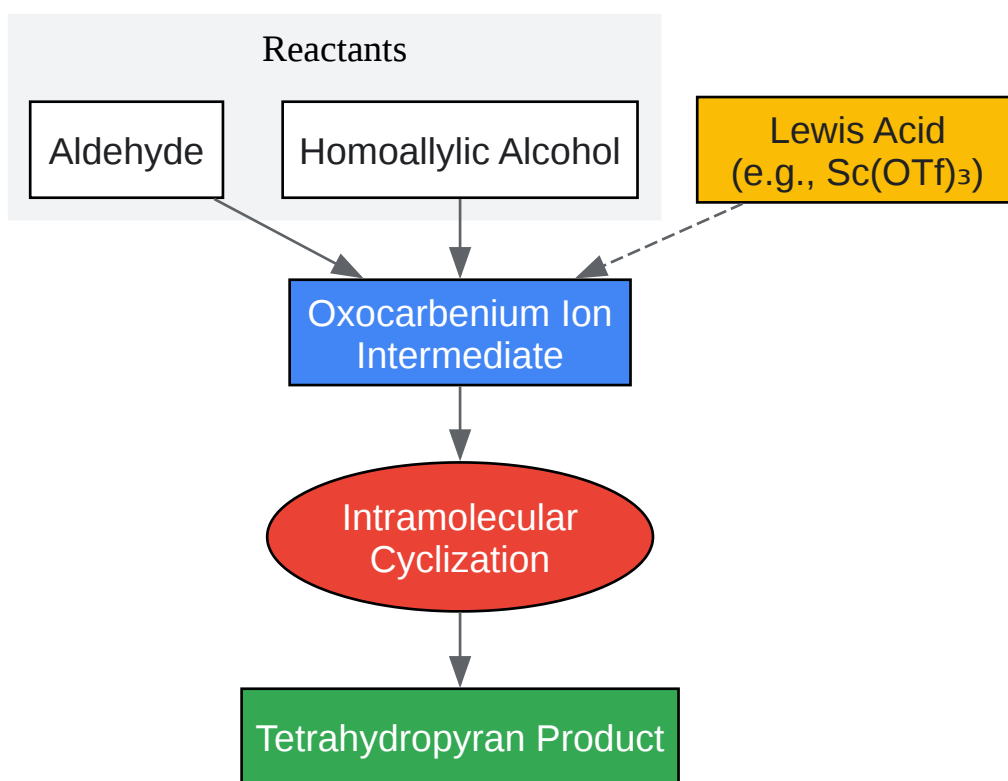 Reactants
Aldehyde
Homoallylic Alcohol
Lewis Acid
(e.g., Sc(OTf)₃)
Oxocarbenium Ion
Intermediate
Intramolecular
Cyclization
Tetrahydropyran Product